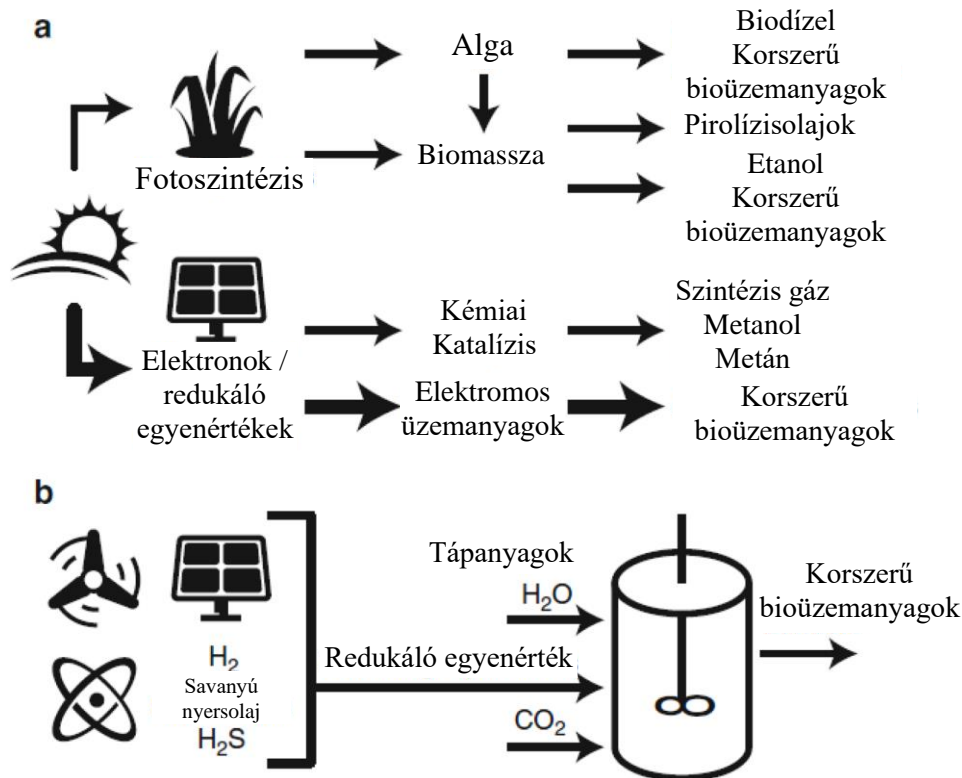 a
Fotoszintézis
Alga
Biomassza
Biodízel
Korszerű
bioüzemanyagok
Pirolízisolajok
Etanol
Korszerű
bioüzemanyagok
Elektronok /
redukáló
egyenértékek
Kémiai
Katalízis
Elektromos
üzemanyagok
Szintézis gáz
Metanol
Metán
Korszerű
bioüzemanyagok
b
H₂
Savanyú
nyersolaj
H₂S
Tápanyagok
H₂O
Redukáló egyenérték
CO₂
Korszerű
bioüzemanyagok